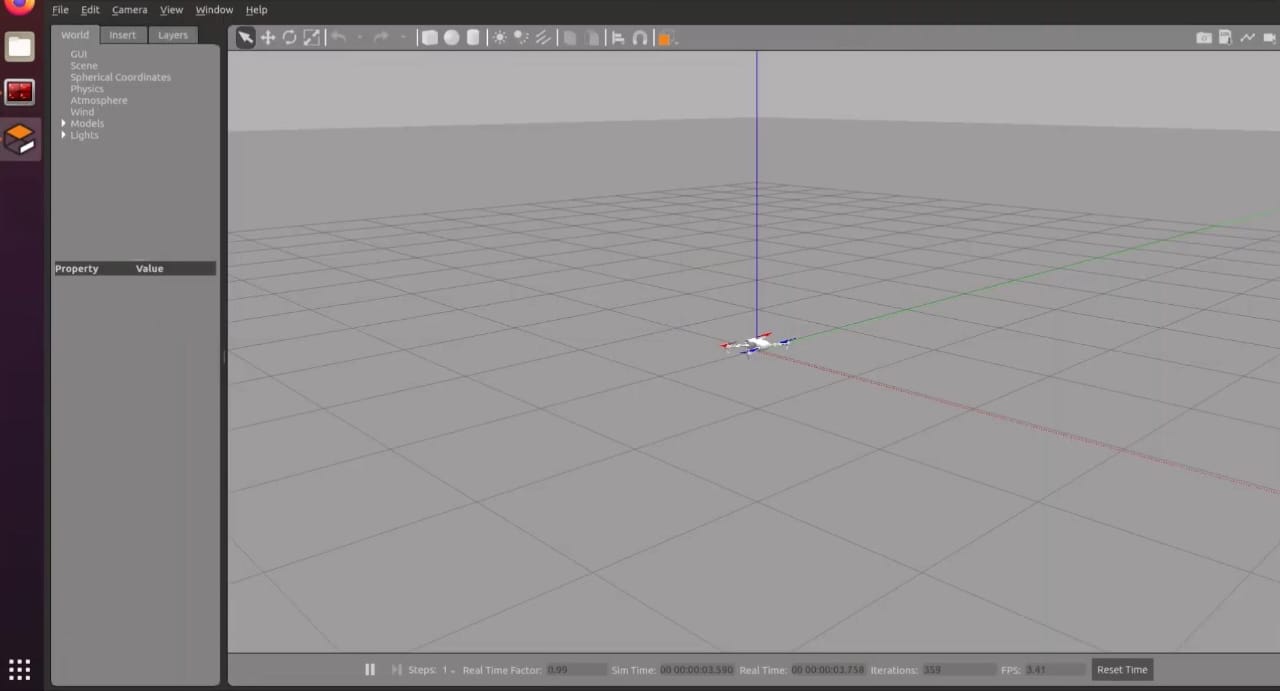 File Edit Camera View Window Help
World Insert Layers
GUI
Scene
Spherical Coordinates
Physics
Atmosphere
Wind
Models
Lights
Property Value
Steps: 1 Real Time Factor: 0.99 Sim Time: 00 00:00:03.590 Real Time: 00 00:00:03.758 Iterations: 359 FPS: 3.41 Reset Time